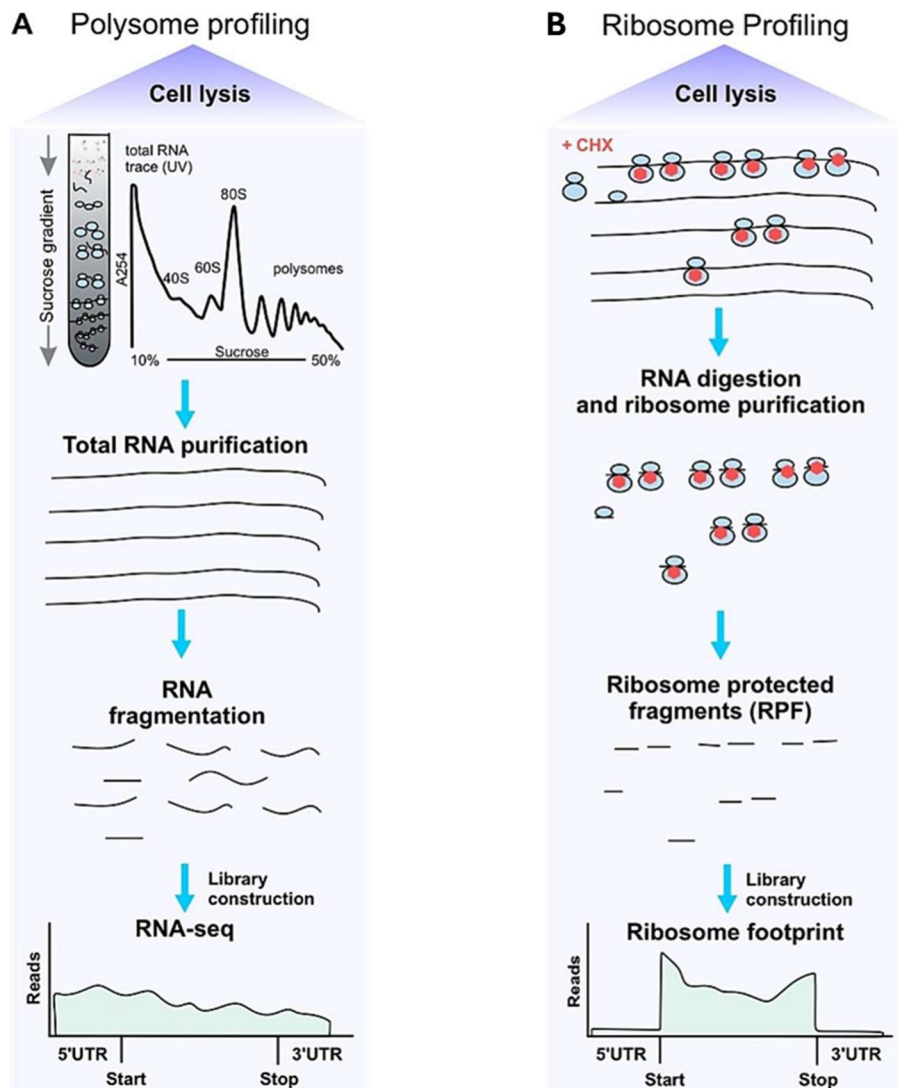 A Polysome profiling
Cell lysis
Sucrose gradient
total RNA
trace (UV)
A254
40S
60S
80S
polysomes
10%
Sucrose
50%
Total RNA purification
RNA
fragmentation
Library
construction
RNA-seq
Reads
5'UTR
3'UTR
Start
Stop
B Ribosome Profiling
Cell lysis
+ CHX
RNA digestion
and ribosome purification
Ribosome protected
fragments (RPF)
Library
construction
Ribosome footprint
Reads
5'UTR
3'UTR
Start
Stop